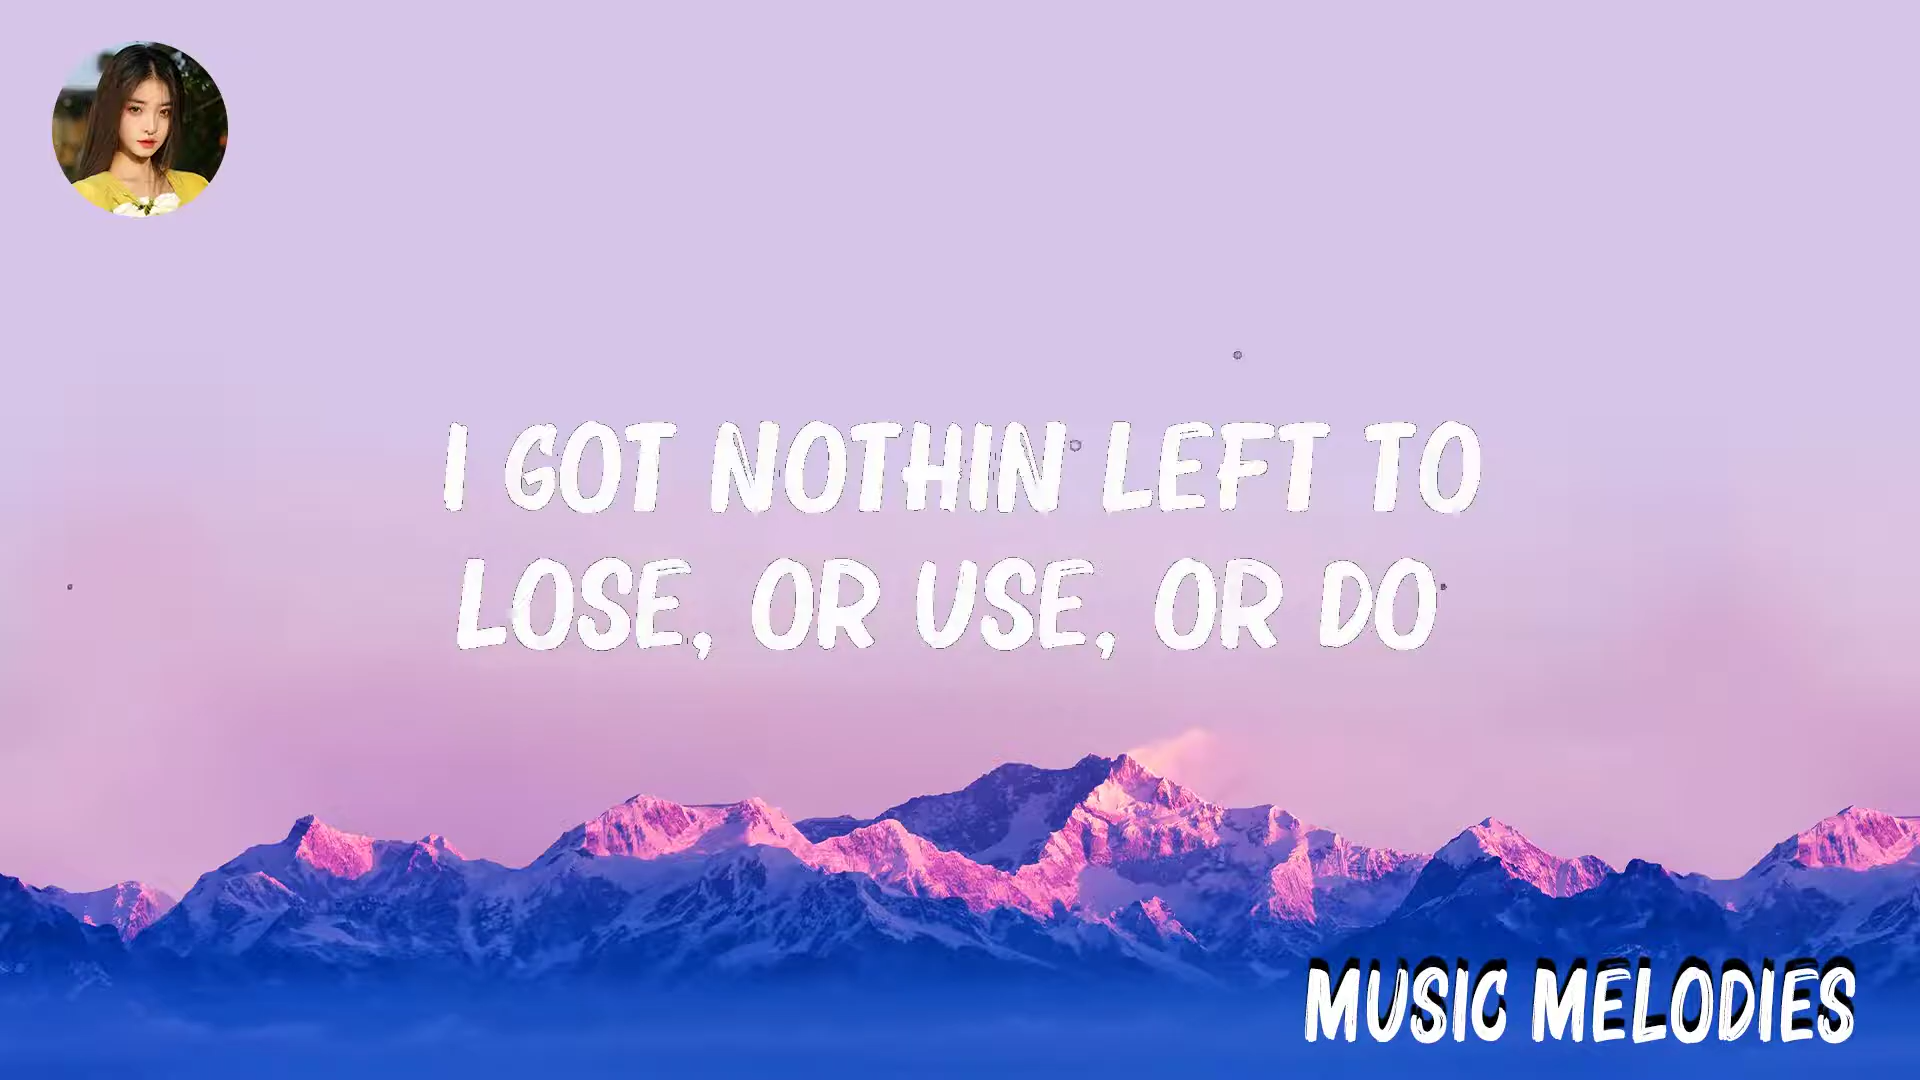 I GOT NOTHIN LEFT TO
LOSE, OR USE, OR DO
MUSIC MELODIES